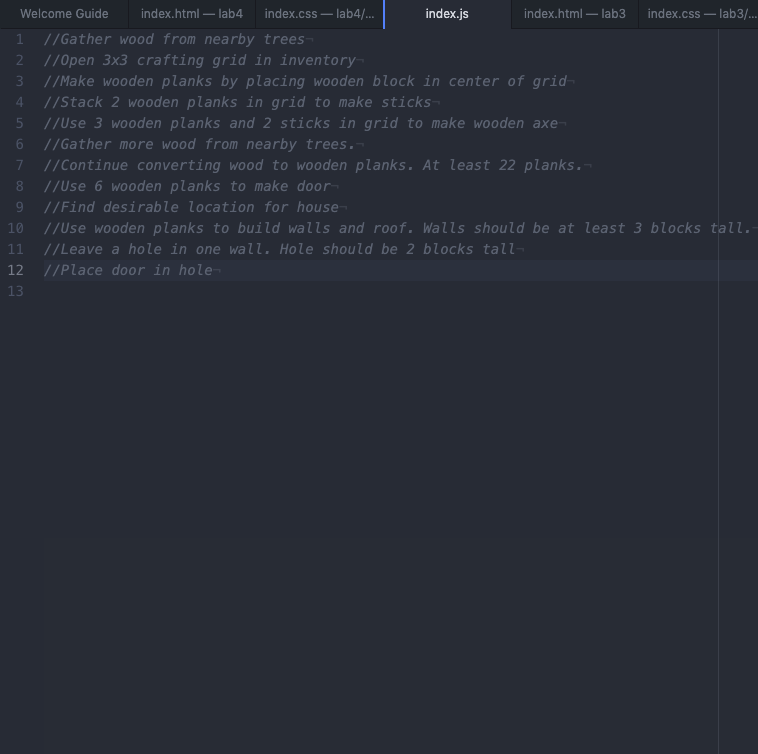 Welcome Guide index.html — lab4 index.css — lab4/... index.js index.html — lab3 index.css — lab3/...
1 //Gather wood from nearby trees¬
2 //Open 3x3 crafting grid in inventory¬
3 //Make wooden planks by placing wooden block in center of grid¬
4 //Stack 2 wooden planks in grid to make sticks¬
5 //Use 3 wooden planks and 2 sticks in grid to make wooden axe¬
6 //Gather more wood from nearby trees.¬
7 //Continue converting wood to wooden planks. At least 22 planks.¬
8 //Use 6 wooden planks to make door¬
9 //Find desirable location for house¬
10 //Use wooden planks to build walls and roof. Walls should be at least 3 blocks tall.¬
11 //Leave a hole in one wall. Hole should be 2 blocks tall¬
12 //Place door in hole¬
13